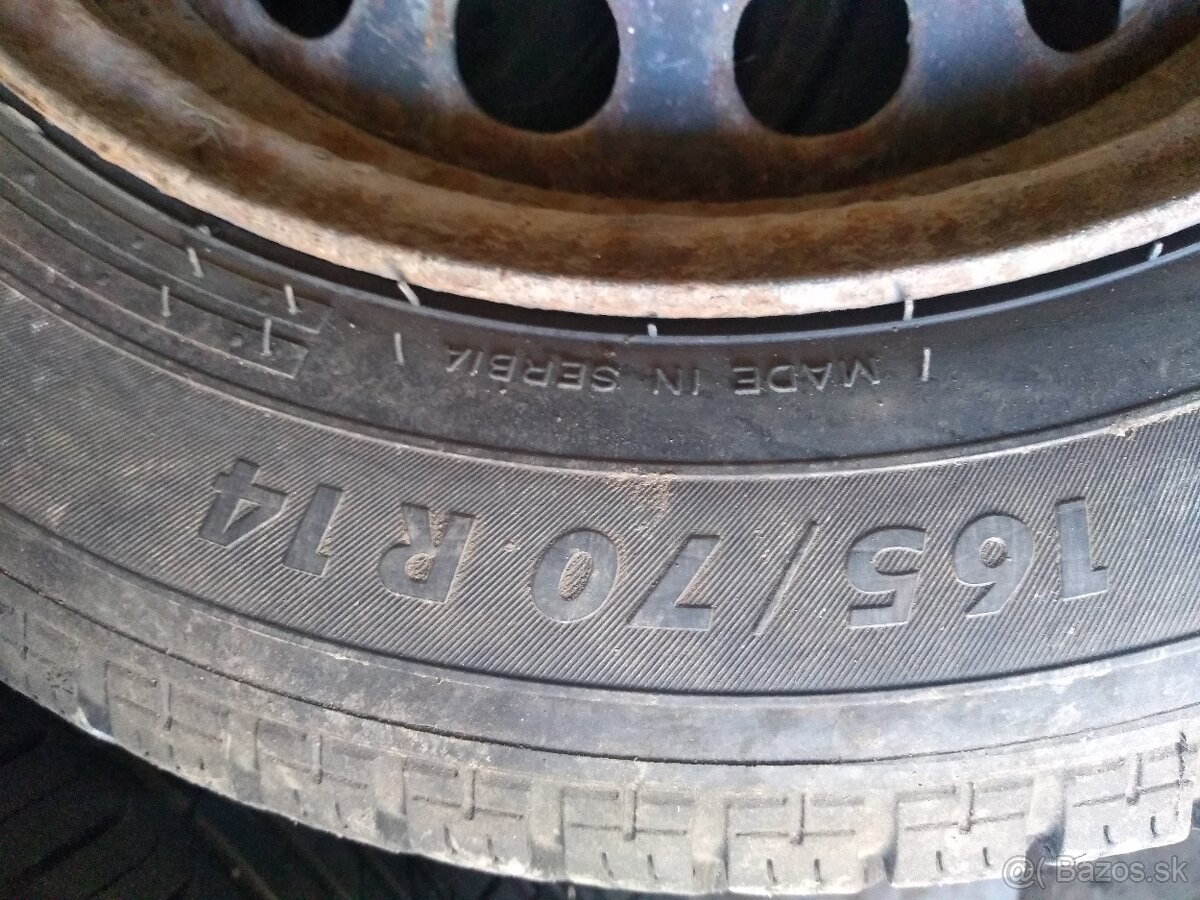 MADE IN SERBIA
165/70 R 14
Bazos.sk